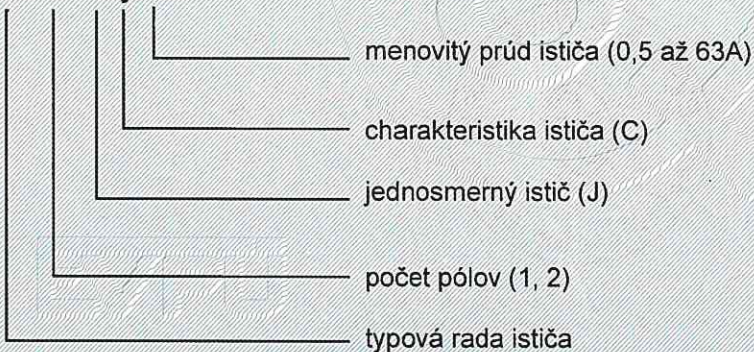 menovitý prúd ističa (0,5 až 63A)
charakteristika ističa (C)
jednosmerný istič (J)
počet pólov (1, 2)
typová rada ističa